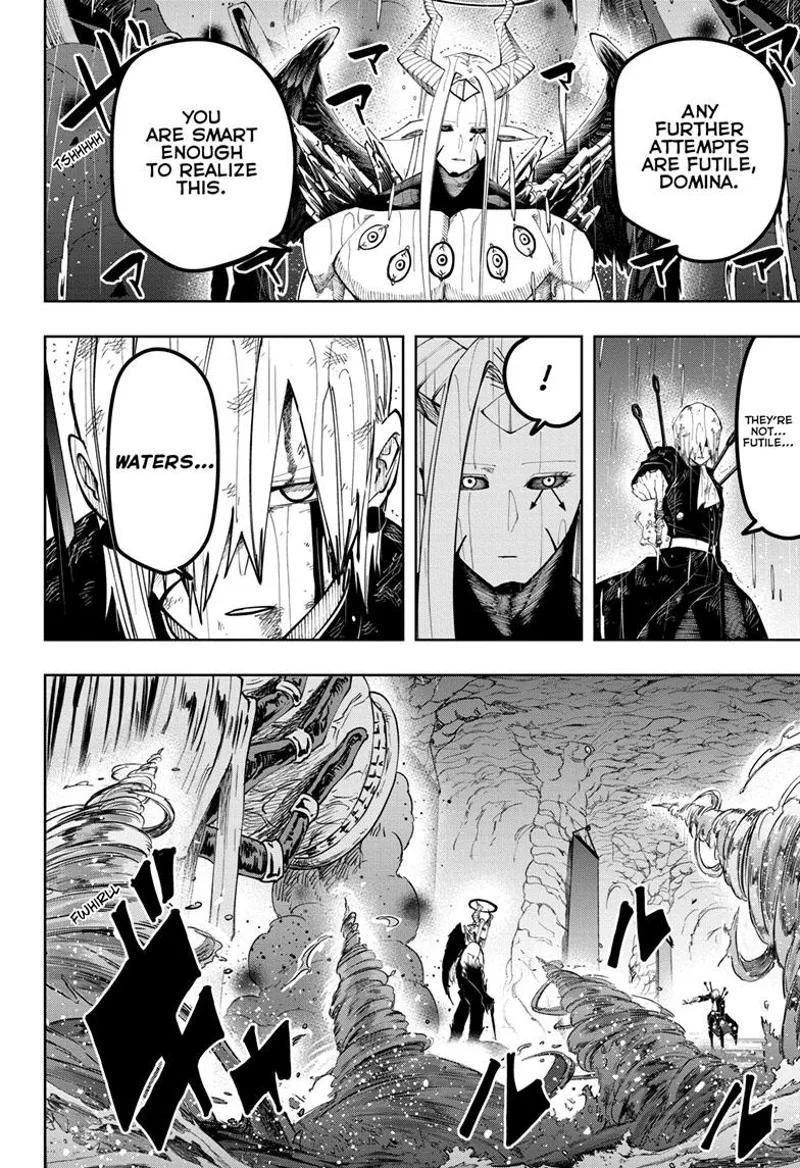 ANY
FURTHER
ATTEMPTS
ARE FUTILE,
DOMINA.
YOU
ARE SMART
ENOUGH
TO REALIZE
THIS.
TSHHHHH
THEY'RE
NOT...
FUTILE...
!
WATERS...
FWHIRLL
ル
ル